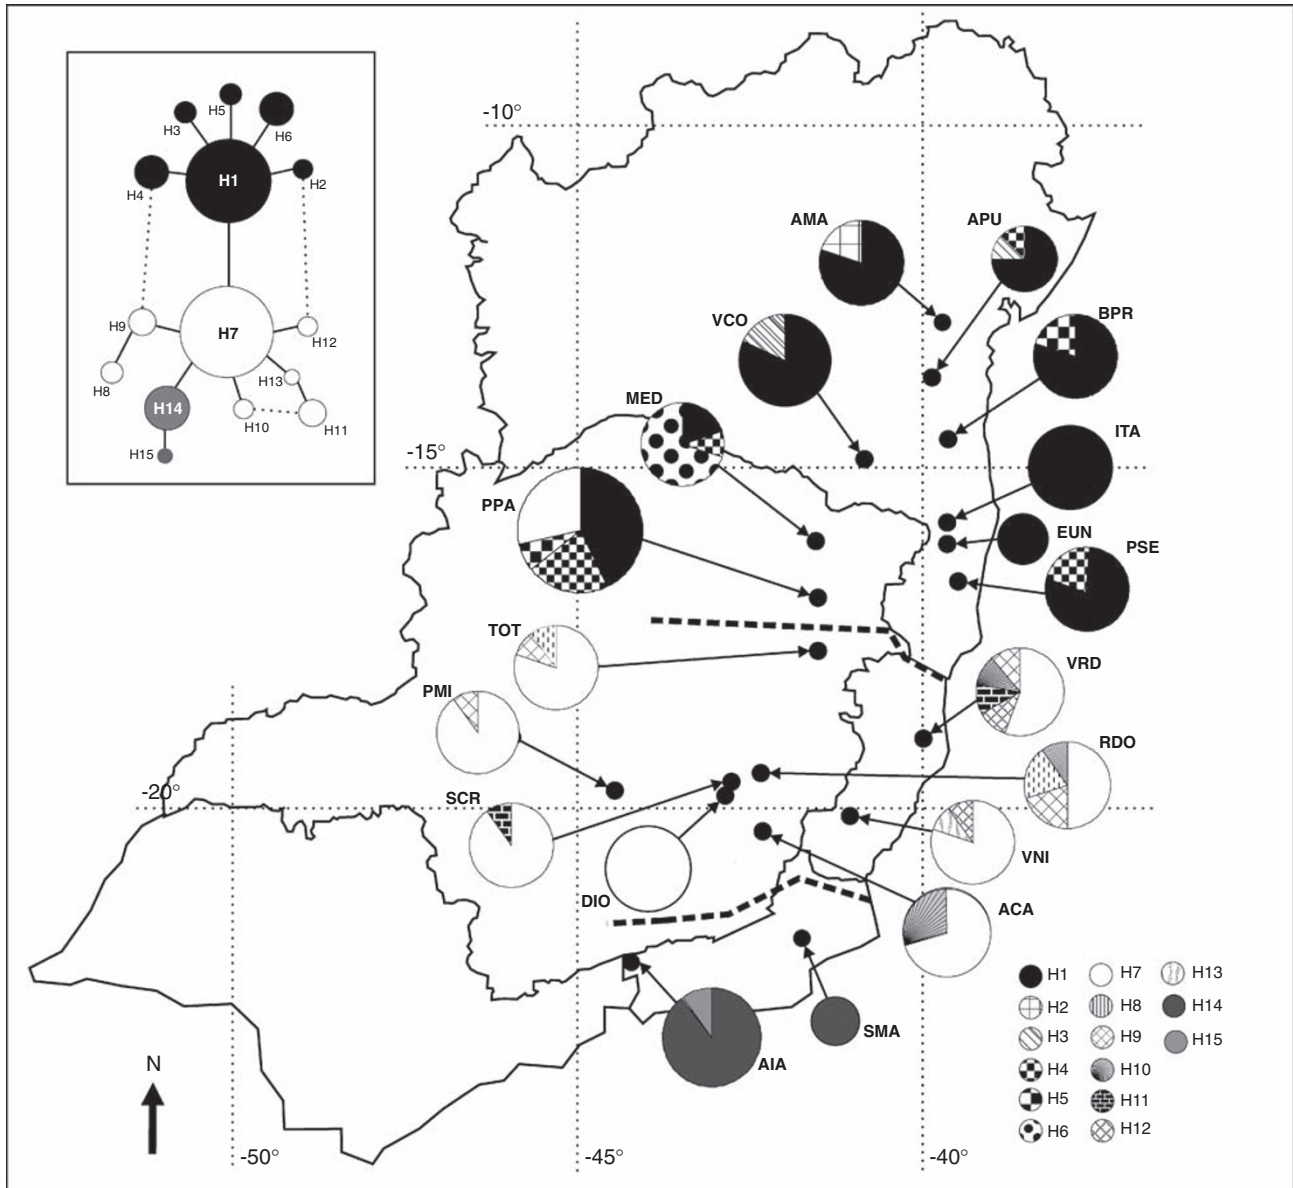 H5
H3
H6
H1
H4
H2
H9
H7
H12
H8
H13
H14
H10
H11
H15
-10°
AMA
APU
VCO
BPR
MED
ITA
-15°
PPA
EUN
PSE
TOT
VRD
PMI
RDO
-20°
SCR
VNI
DIO
ACA
SMA
AIA
N
-50°
-45°
-40°
H1
H7
H13
H2
H8
H14
H3
H9
H15
H4
H10
H5
H11
H6
H12